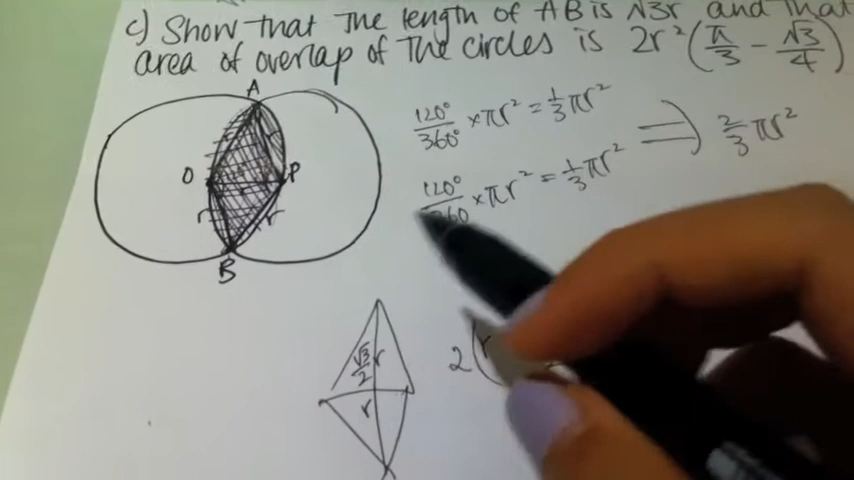 c) Show that the length of AB is √3r and that
area of overlap of the circles is 2r²(π/3 - √3/4)
A
120°/360° × πr² = 1/3 πr² ⇒ 2/3 πr²
r
O P
120°/360 × πr² = 1/3 πr²
r r
B
√3/2 r
2(r
r